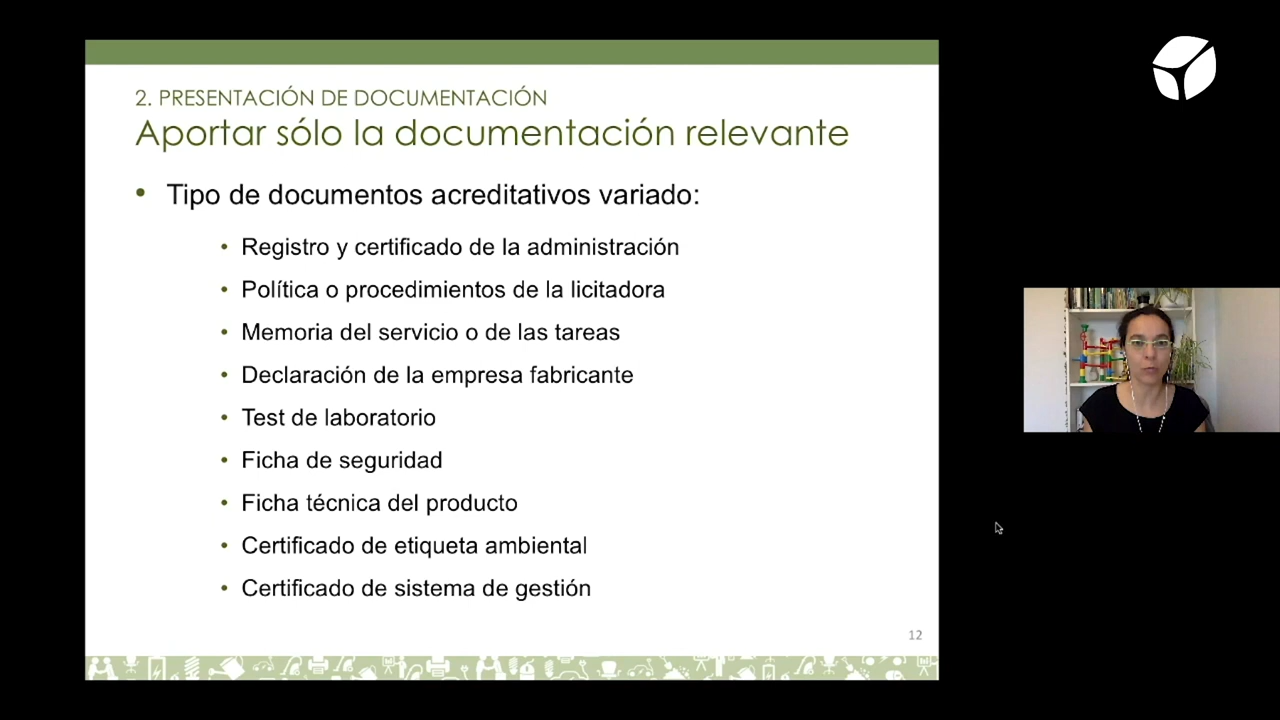 2. PRESENTACIÓN DE DOCUMENTACIÓN
Aportar sólo la documentación relevante
• Tipo de documentos acreditativos variado:
• Registro y certificado de la administración
• Política o procedimientos de la licitadora
• Memoria del servicio o de las tareas
• Declaración de la empresa fabricante
• Test de laboratorio
• Ficha de seguridad
• Ficha técnica del producto
• Certificado de etiqueta ambiental
• Certificado de sistema de gestión
12